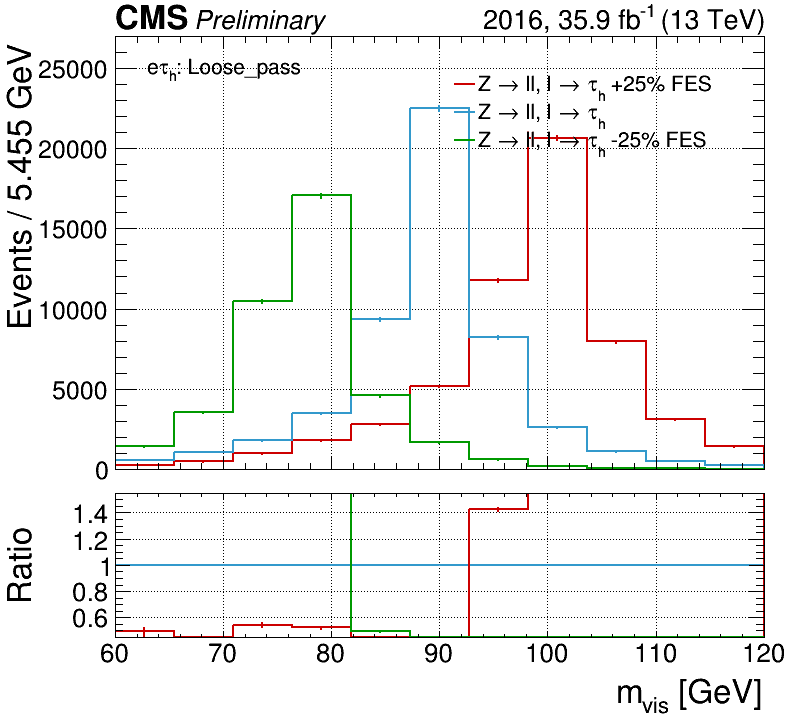 CMS Preliminary 2016, 35.9 fb-1 (13 TeV)
Events / 5.455 GeV
eτh: Loose_pass
Z → ll, l → τh +25% FES
Z → ll, l → τh
Z → ll, l → τh -25% FES
25000
20000
15000
10000
5000
0
Ratio
1.4
1.2
1
0.8
0.6
60 70 80 90 100 110 120
mvis [GeV]